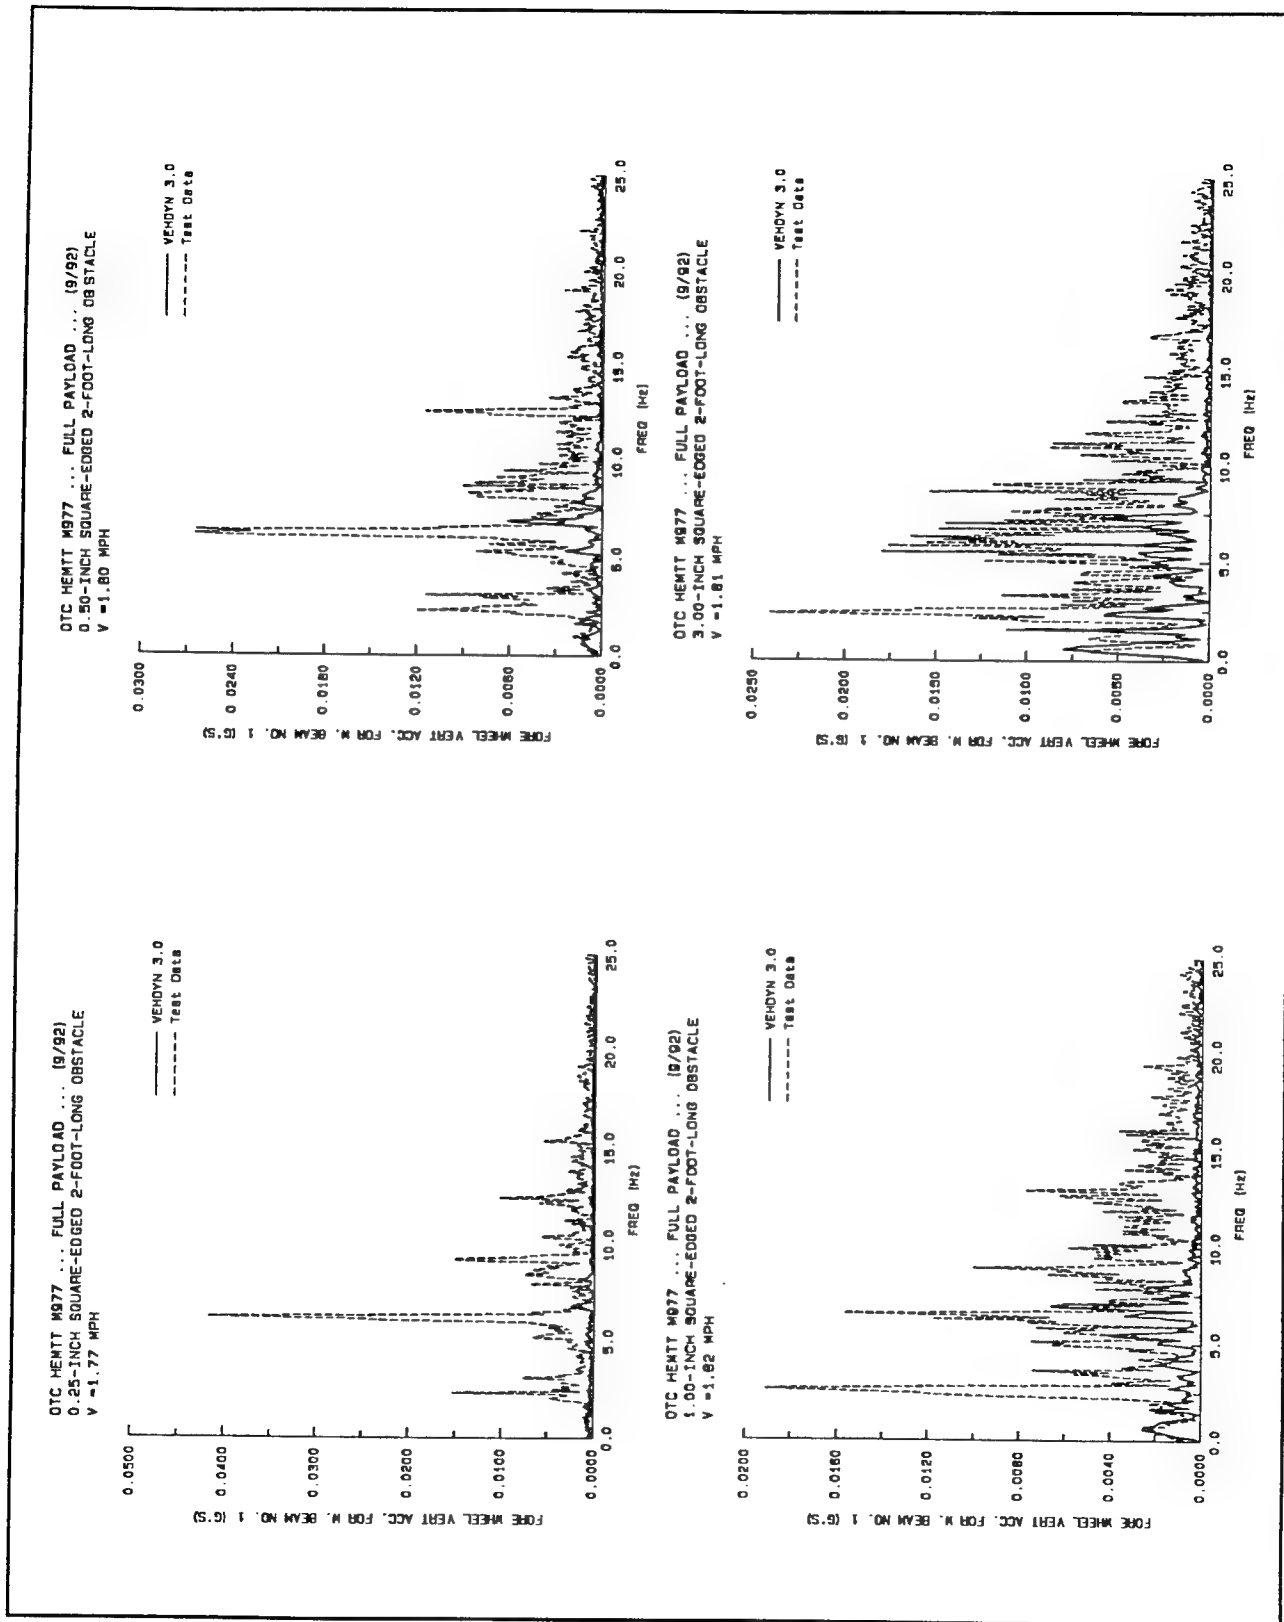 OTC HEMTT M977 ... FULL PAYLOAD ... (9/92)
0.25-INCH SQUARE-EDGED 2-FOOT-LONG OBSTACLE
V =1.77 MPH
VEHDYN 3.0
Test Data
FORE WHEEL VERT ACC. FOR W. BEAM NO. 1 (G'S)
0.0500
0.0400
0.0300
0.0200
0.0100
0.0000
0.0 5.0 10.0 15.0 20.0 25.0
FREQ (Hz)
OTC HEMTT M977 ... FULL PAYLOAD ... (9/92)
0.50-INCH SQUARE-EDGED 2-FOOT-LONG OBSTACLE
V =1.80 MPH
VEHDYN 3.0
Test Data
FORE WHEEL VERT ACC. FOR W. BEAM NO. 1 (G'S)
0.0300
0.0240
0.0180
0.0120
0.0060
0.0000
0.0 5.0 10.0 15.0 20.0 25.0
FREQ (Hz)
OTC HEMTT M977 ... FULL PAYLOAD ... (9/92)
1.00-INCH SQUARE-EDGED 2-FOOT-LONG OBSTACLE
V =1.82 MPH
VEHDYN 3.0
Test Data
FORE WHEEL VERT ACC. FOR W. BEAM NO. 1 (G'S)
0.0200
0.0160
0.0120
0.0080
0.0040
0.0000
0.0 5.0 10.0 15.0 20.0 25.0
FREQ (Hz)
OTC HEMTT M977 ... FULL PAYLOAD ... (9/92)
3.00-INCH SQUARE-EDGED 2-FOOT-LONG OBSTACLE
V =1.81 MPH
VEHDYN 3.0
Test Data
FORE WHEEL VERT ACC. FOR W. BEAM NO. 1 (G'S)
0.0250
0.0200
0.0150
0.0100
0.0050
0.0000
0.0 5.0 10.0 15.0 20.0 25.0
FREQ (Hz)